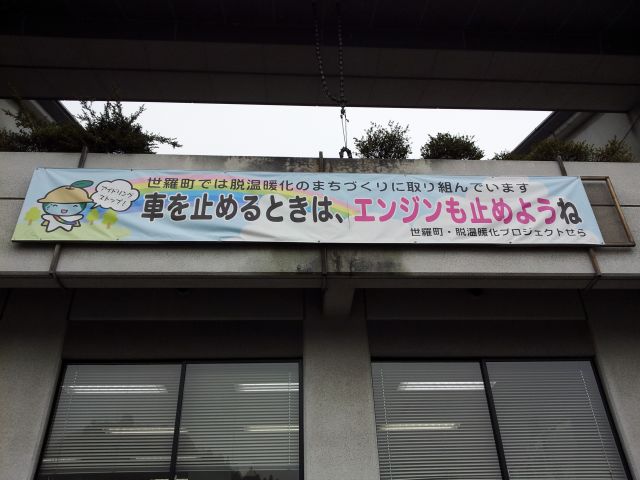 世羅町では脱温暖化のまちづくりに取り組んでいます
アイドリング
ストップ!
車を止めるときは、エンジンも止めようね
世羅町・脱温暖化プロジェクトせら